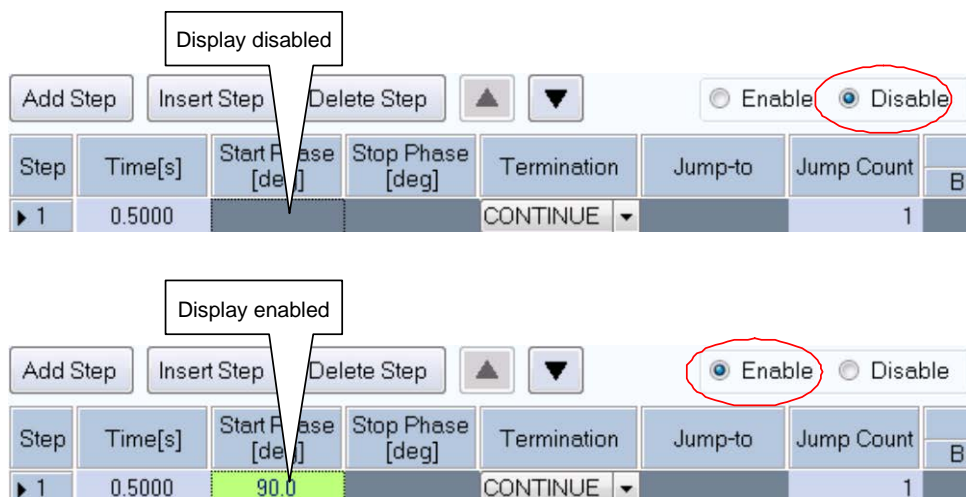 Display disabled
Add Step Insert Step Delete Step Enable Disable
Step Time[s] Start Phase [deg] Stop Phase [deg] Termination Jump-to Jump Count B
1 0.5000 CONTINUE 1
Display enabled
Add Step Insert Step Delete Step Enable Disable
Step Time[s] Start Phase [deg] Stop Phase [deg] Termination Jump-to Jump Count B
1 0.5000 90.0 CONTINUE 1